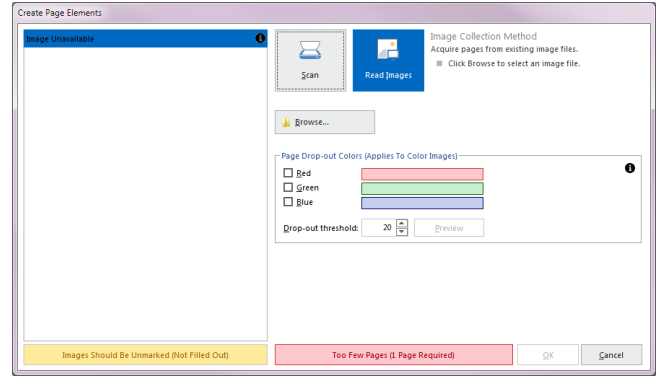 Create Page Elements
Image Unavailable
Scan
Read Images
Image Collection Method
Acquire pages from existing image files.
Click Browse to select an image file.
Browse...
Page Drop-out Colors (Applies To Color Images)
Red
Green
Blue
Drop-out threshold: 20 Preview
Images Should Be Unmarked (Not Filled Out)
Too Few Pages (1 Page Required)
OK
Cancel